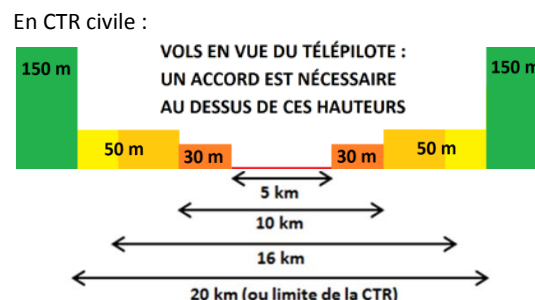 En CTR civile :
VOLS EN VUE DU TÉLÉPILOTE :
UN ACCORD EST NÉCESSAIRE
AU DESSUS DE CES HAUTEURS
150 m
150 m
50 m
30 m
30 m
50 m
5 km
10 km
16 km
20 km (ou limite de la CTR)